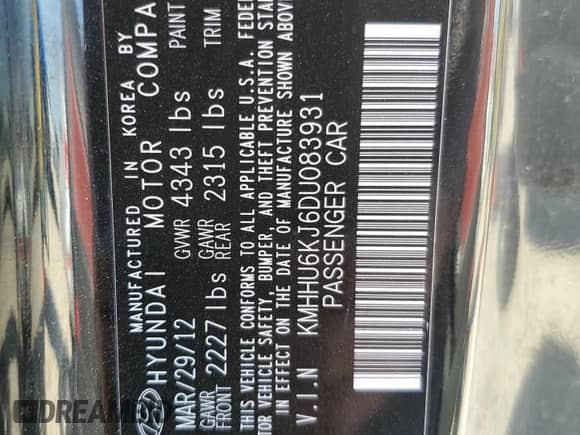 MANUFACTURED IN KOREA BY
HYUNDAI MOTOR COMPA
MAR/29/12 GVWR 4343 lbs PAINT
GAWR FRONT 2227 lbs GAWR REAR 2315 lbs TRIM
THIS VEHICLE CONFORMS TO ALL APPLICABLE U.S.A. FEDE
VEHICLE SAFETY, BUMPER, AND THEFT PREVENTION STA
IN EFFECT ON THE DATE OF MANUFACTURE SHOWN ABOV
V.I.N KMHHU6KJ6DU083931
PASSENGER CAR